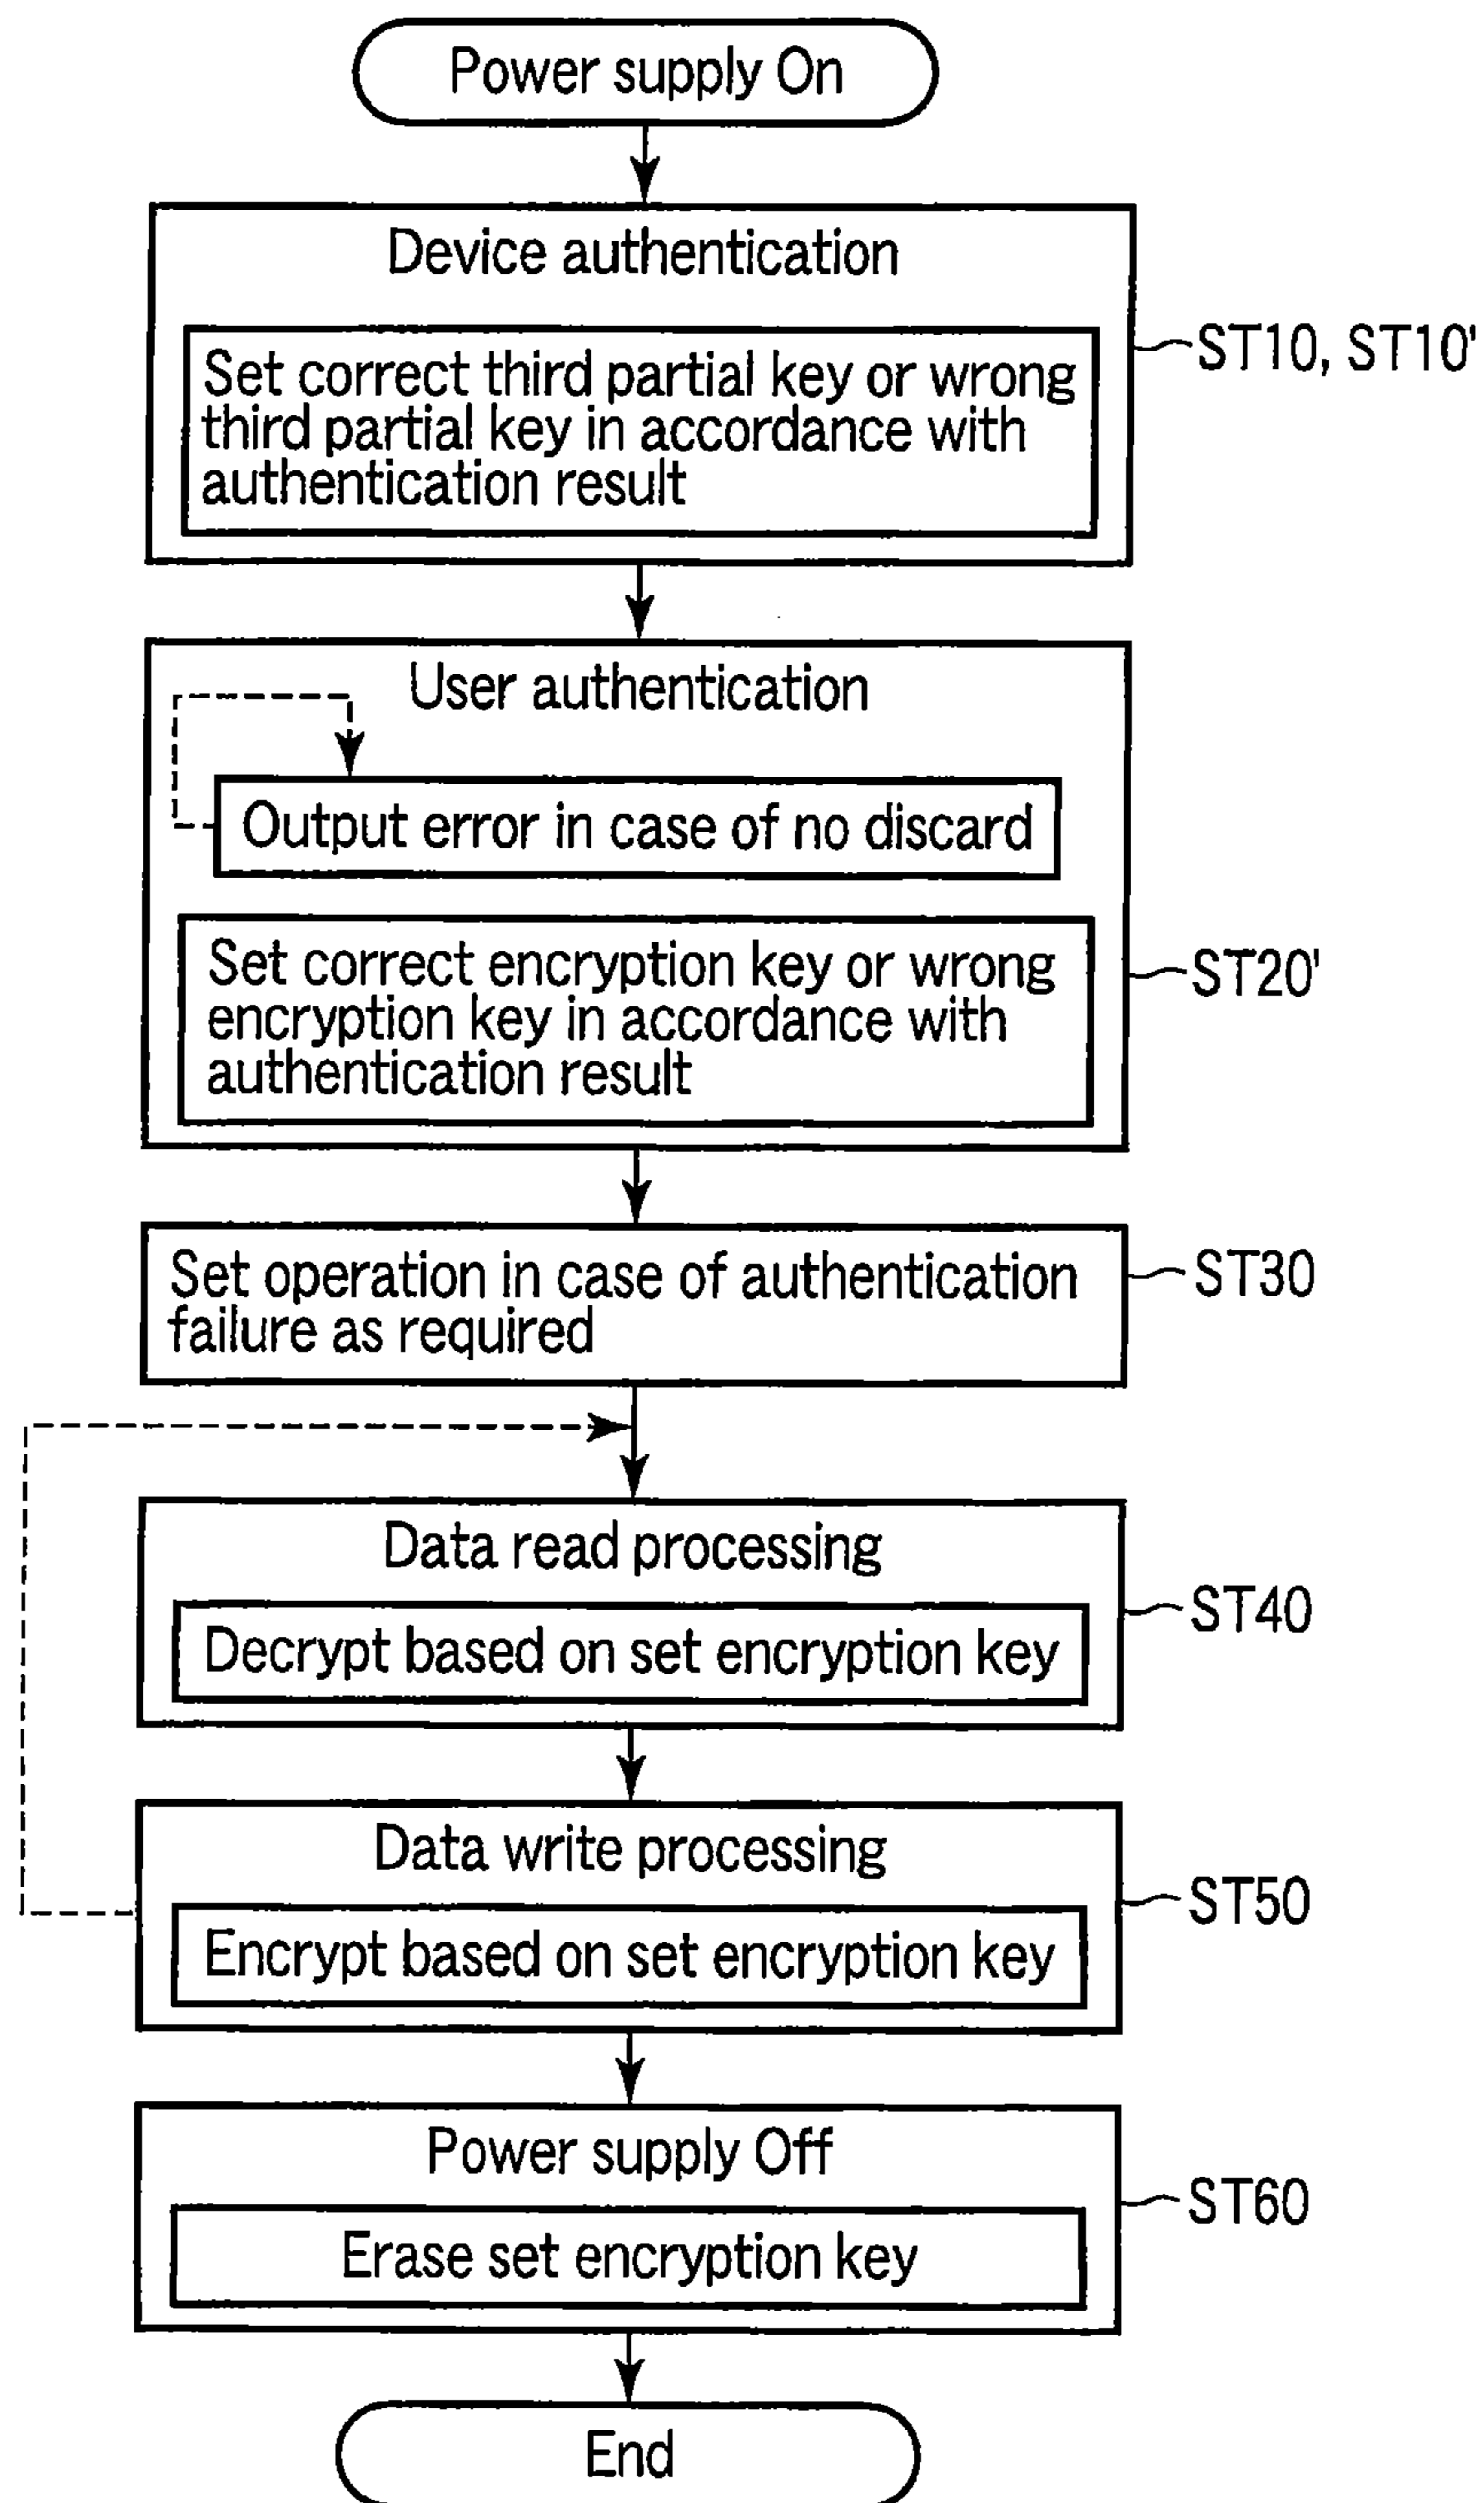 Power supply On
Device authentication
Set correct third partial key or wrong
third partial key in accordance with
authentication result
ST10, ST10'
User authentication
Output error in case of no discard
Set correct encryption key or wrong
encryption key in accordance with
authentication result
ST20'
Set operation in case of authentication
failure as required
ST30
Data read processing
Decrypt based on set encryption key
ST40
Data write processing
Encrypt based on set encryption key
ST50
Power supply Off
Erase set encryption key
ST60
End